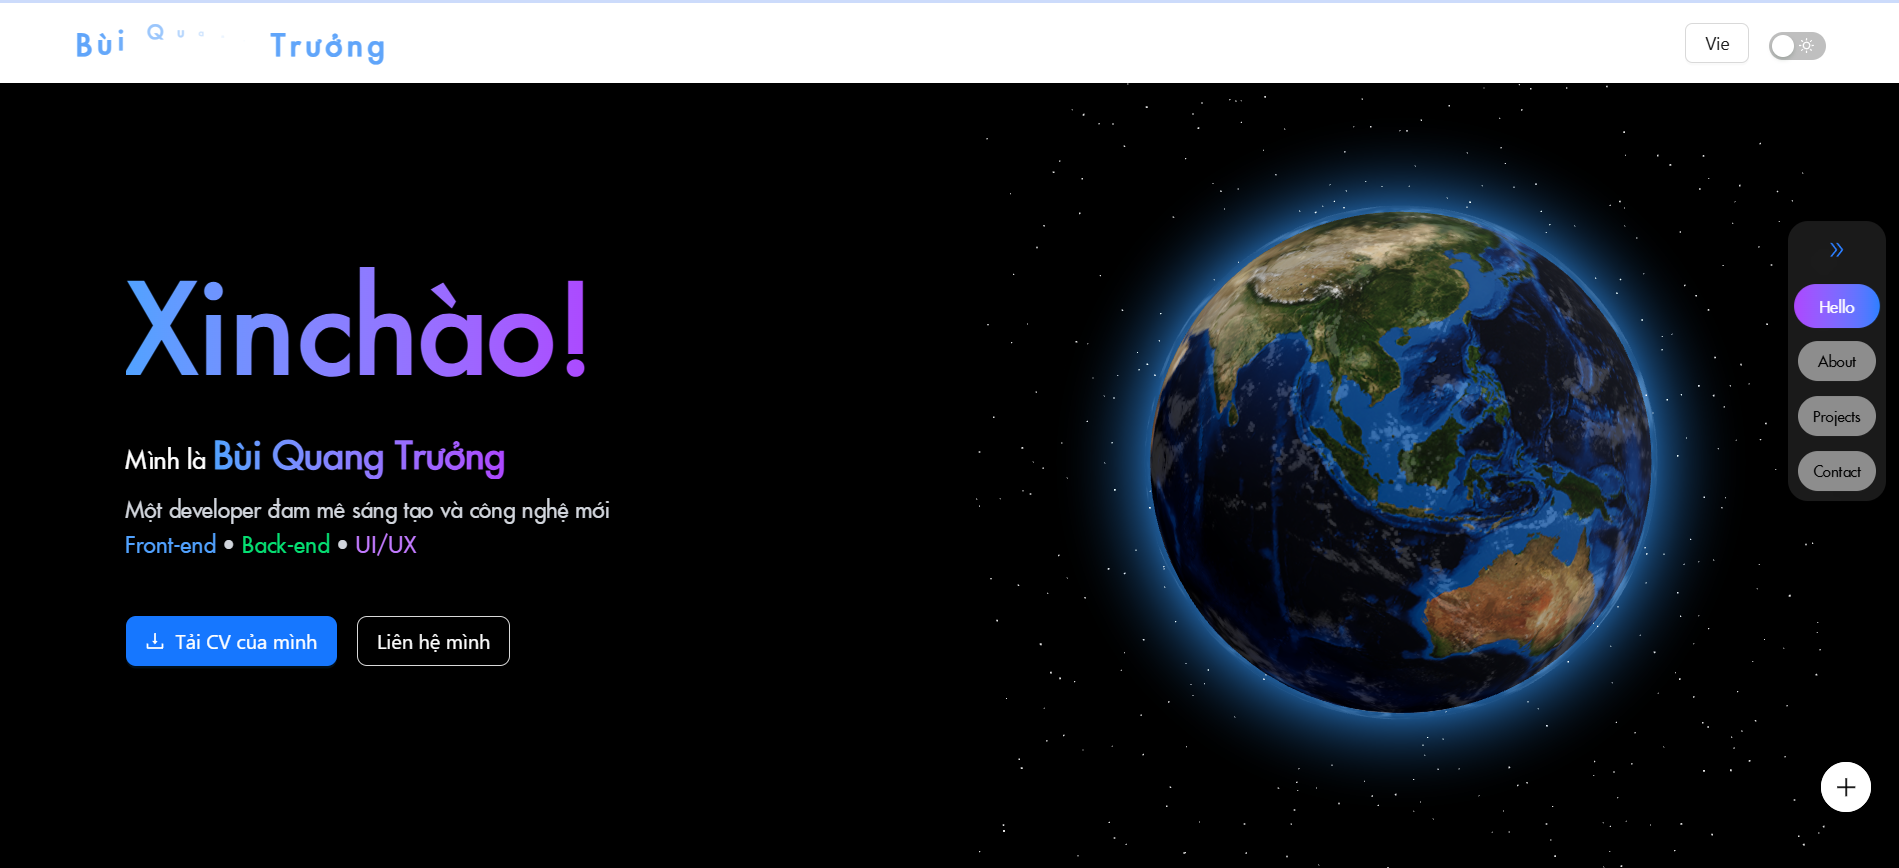 Bùi Qua Trưởng
Vie
Xinchào!
Mình là Bùi Quang Trưởng
Một developer đam mê sáng tạo và công nghệ mới
Front-end • Back-end • UI/UX
Tải CV của mình
Liên hệ mình
Hello
About
Projects
Contact